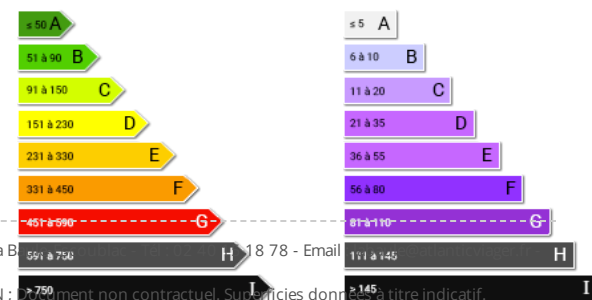 ≤ 50 A
51 à 90 B
91 à 150 C
151 à 230 D
231 à 330 E
331 à 450 F
451 à 590 G
591 à 750 H
> 750 I
≤ 5 A
6 à 10 B
11 à 20 C
21 à 35 D
36 à 55 E
56 à 80 F
81 à 110 G
111 à 145 H
> 145 I
18 78 - Email
: Document non contractuel. Superficies données à titre indicatif.